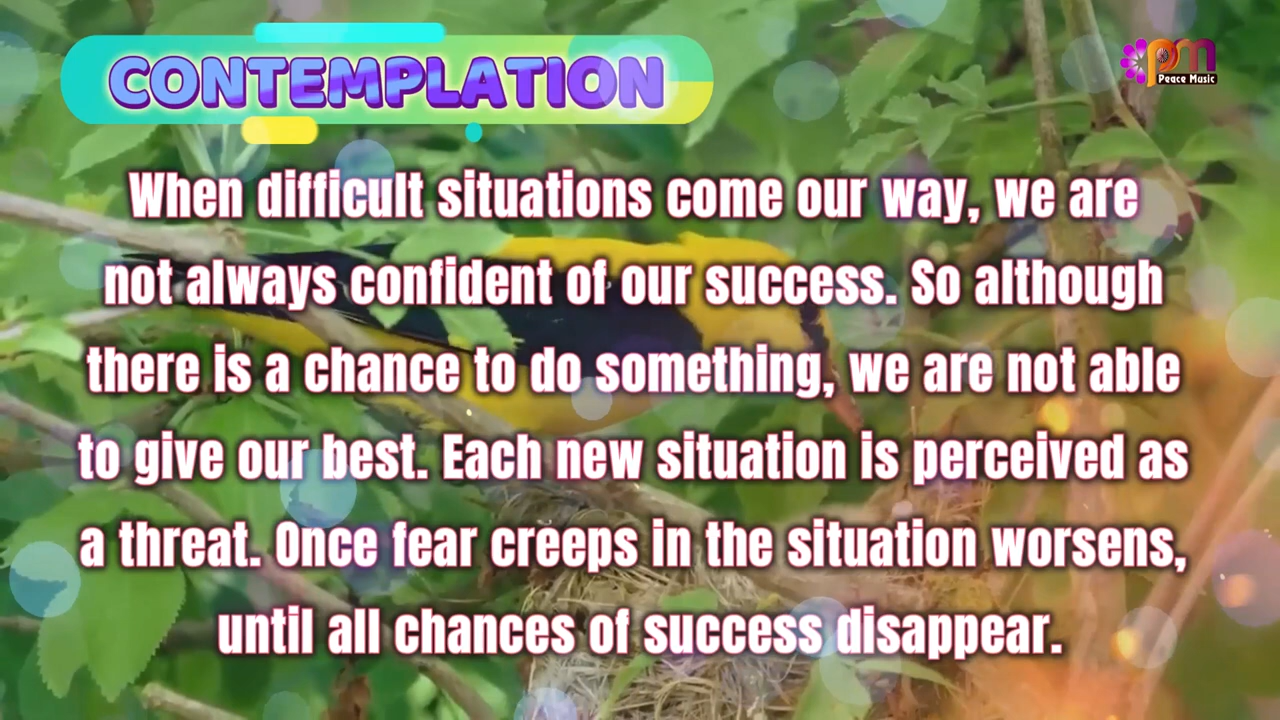 CONTEMPLATION
pm
Peace Music
When difficult situations come our way, we are
not always confident of our success. So although
there is a chance to do something, we are not able
to give our best. Each new situation is perceived as
a threat. Once fear creeps in the situation worsens,
until all chances of success disappear.